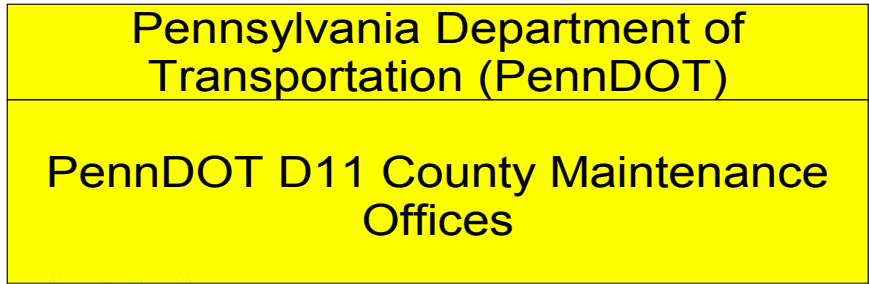 Pennsylvania Department of
Transportation (PennDOT)
PennDOT D11 County Maintenance
Offices